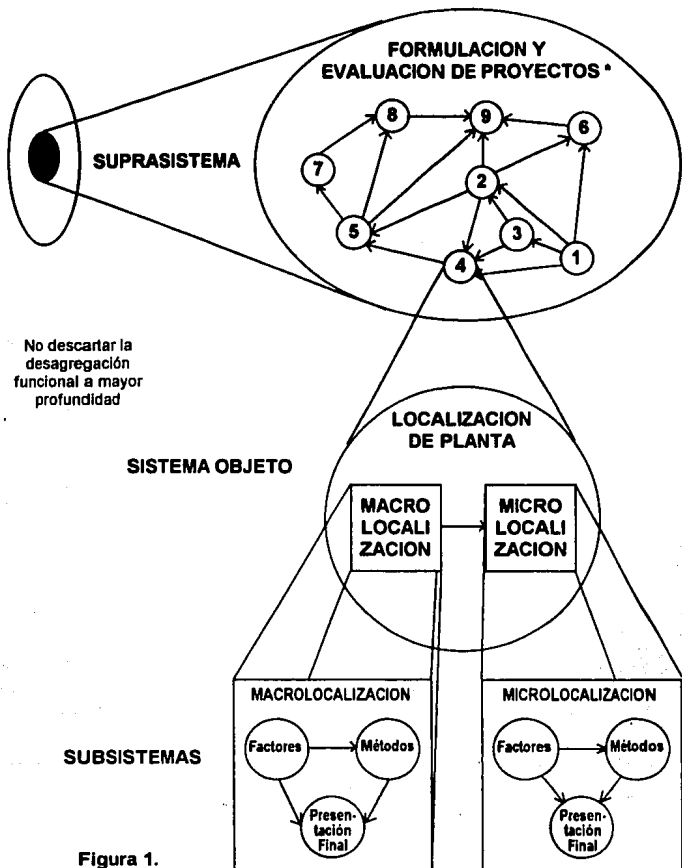 FORMULACION Y
EVALUACION DE PROYECTOS *
8
9
6
SUPRASISTEMA
7
2
5
3
4
1
No descartar la
desagregación
funcional a mayor
profundidad
LOCALIZACION
DE PLANTA
SISTEMA OBJETO
MACRO
LOCALI
ZACION
MICRO
LOCALI
ZACION
MACROLOCALIZACION
MICROLOCALIZACION
SUBSISTEMAS
Factores
Métodos
Presen-
tación
Final
Factores
Métodos
Presen-
tación
Final
Figura 1.